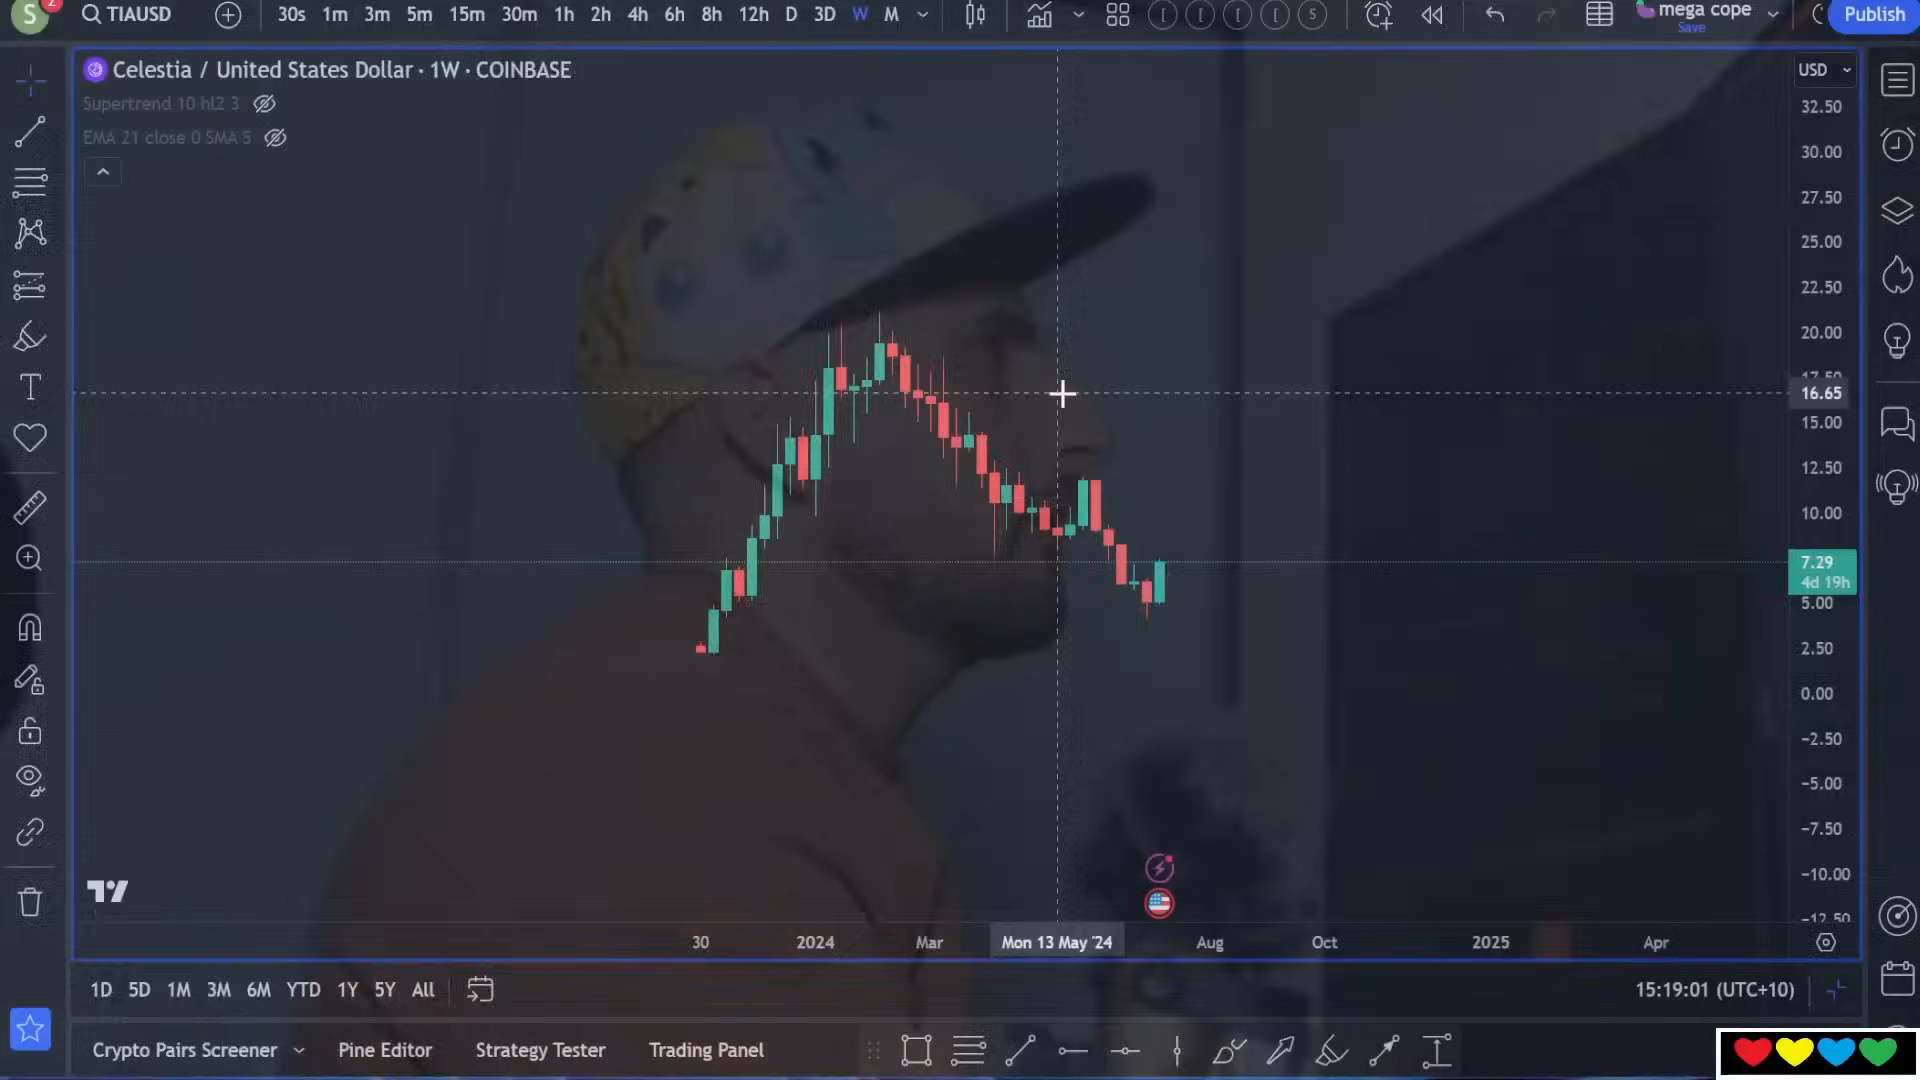 S 2 TIAUSD 30s 1m 3m 5m 15m 30m 1h 2h 4h 6h 8h 12h D 3D W M S mega cope Save Publish
Celestia / United States Dollar · 1W · COINBASE
USD
Supertrend 10 hl2 3
EMA 21 close 0 SMA 5
32.50
30.00
27.50
25.00
22.50
20.00
17.50
16.65
15.00
12.50
10.00
7.29
4d 19h
5.00
2.50
0.00
−2.50
−5.00
−7.50
−10.00
−12.50
30 2024 Mar Mon 13 May '24 Aug Oct 2025 Apr
1D 5D 1M 3M 6M YTD 1Y 5Y All 15:19:01 (UTC+10)
Crypto Pairs Screener Pine Editor Strategy Tester Trading Panel